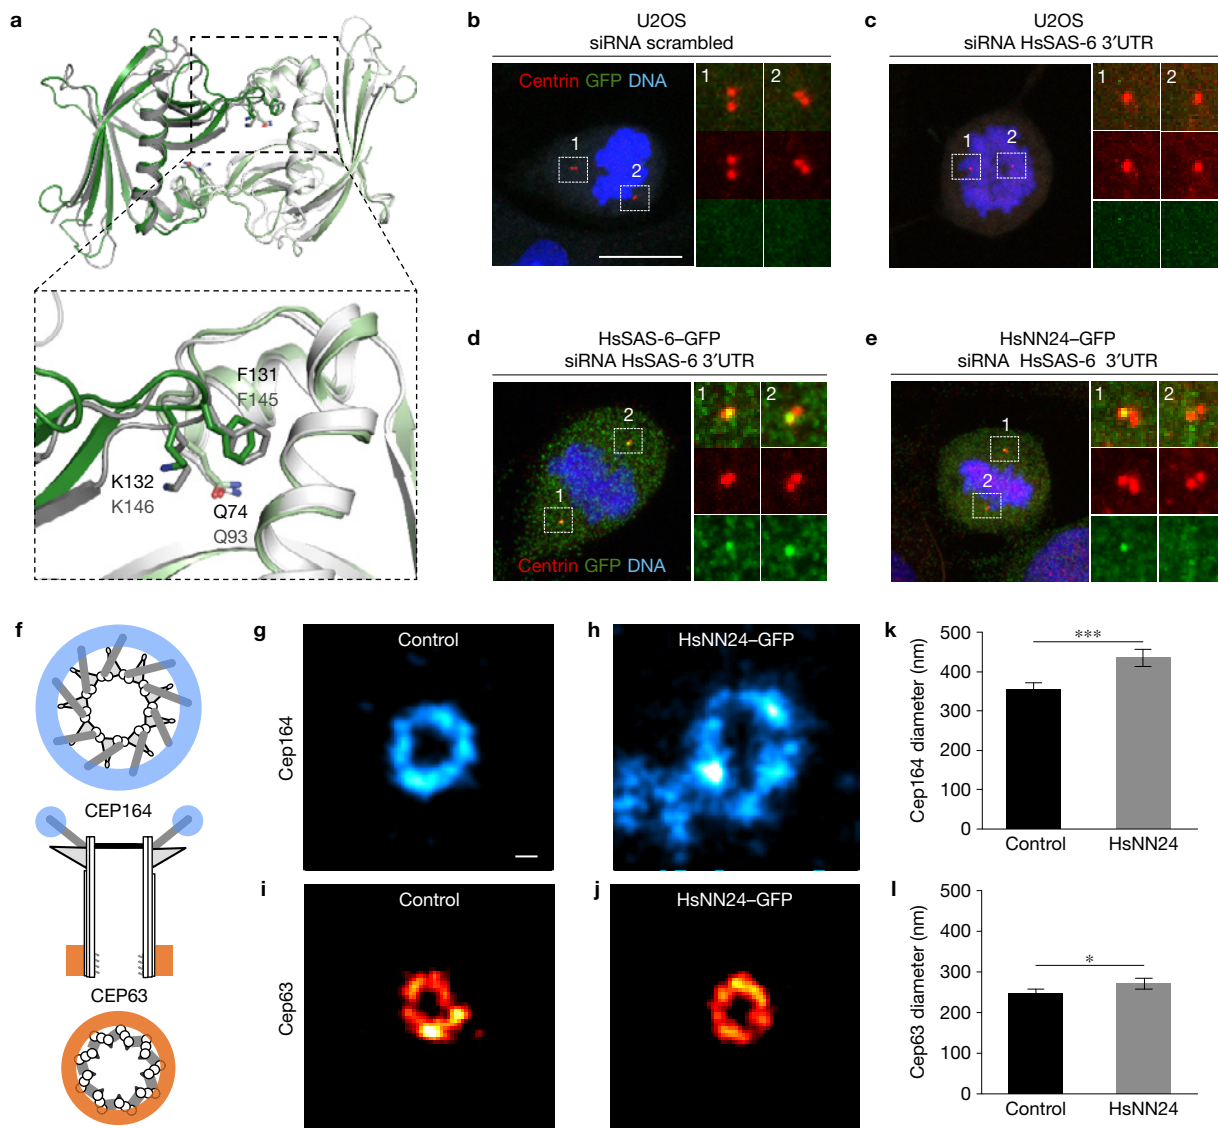 a
F131
F145
K132
K146
Q74
Q93
b
U2OS
siRNA scrambled
Centrin GFP DNA
1
2
1
2
c
U2OS
siRNA HsSAS-6 3′UTR
1
2
1
2
d
HsSAS-6–GFP
siRNA HsSAS-6 3′UTR
2
1
Centrin GFP DNA
1
2
e
HsNN24–GFP
siRNA HsSAS-6 3′UTR
1
2
1
2
f
CEP164
CEP63
g
Control
Cep164
h
HsNN24–GFP
i
Control
Cep63
j
HsNN24–GFP
k
Cep164 diameter (nm)
500
400
300
200
100
0
***
Control
HsNN24
l
Cep63 diameter (nm)
500
400
300
200
100
0
*
Control
HsNN24